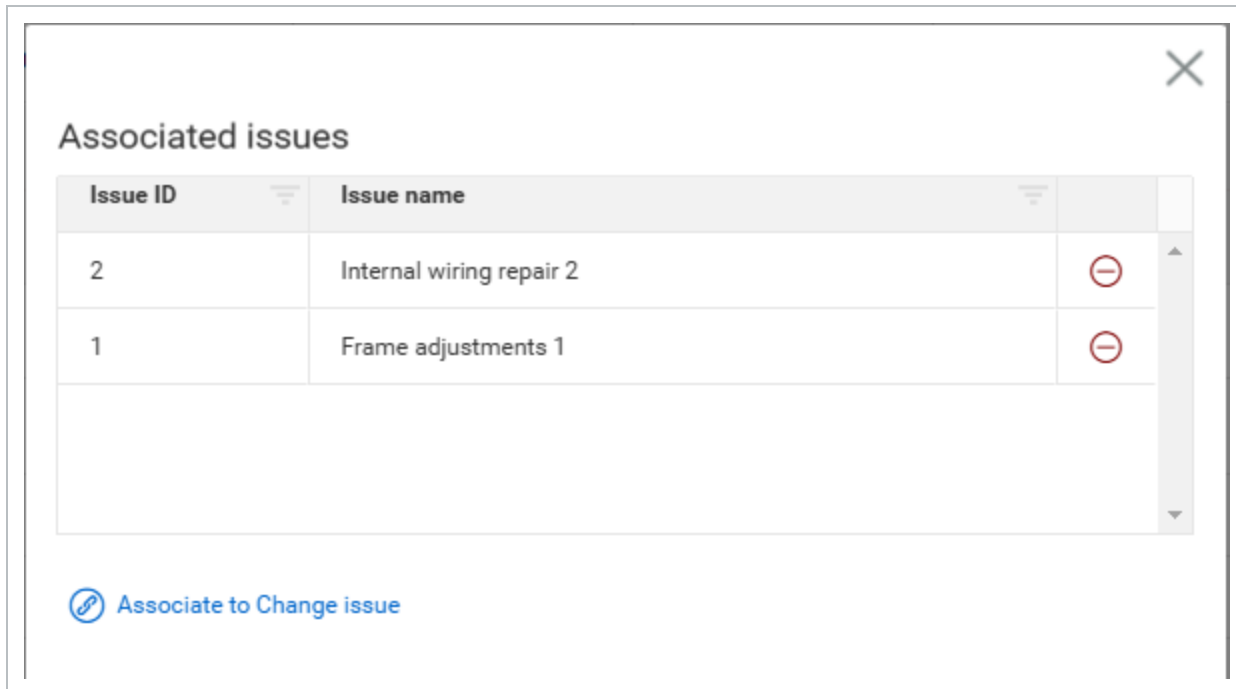 Associated issues
Issue ID Issue name
2 Internal wiring repair 2
1 Frame adjustments 1
Associate to Change issue